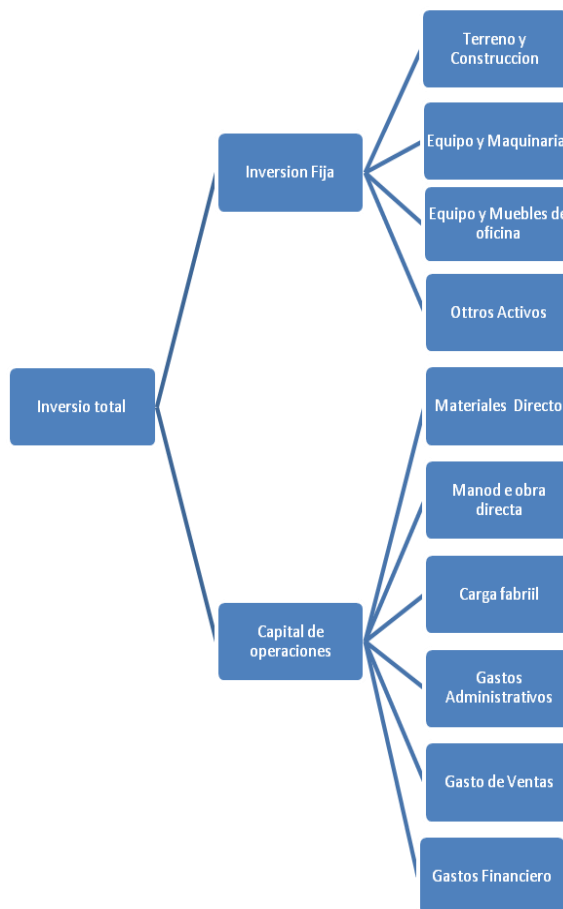 Terreno y
Construccion
Equipo y Maquinaria
Inversion Fija
Equipo y Muebles de
oficina
Ottros Activos
Inversio total
Materiales Directo
Manod e obra
directa
Carga fabriil
Capital de
operaciones
Gastos
Administrativos
Gasto de Ventas
Gastos Financiero